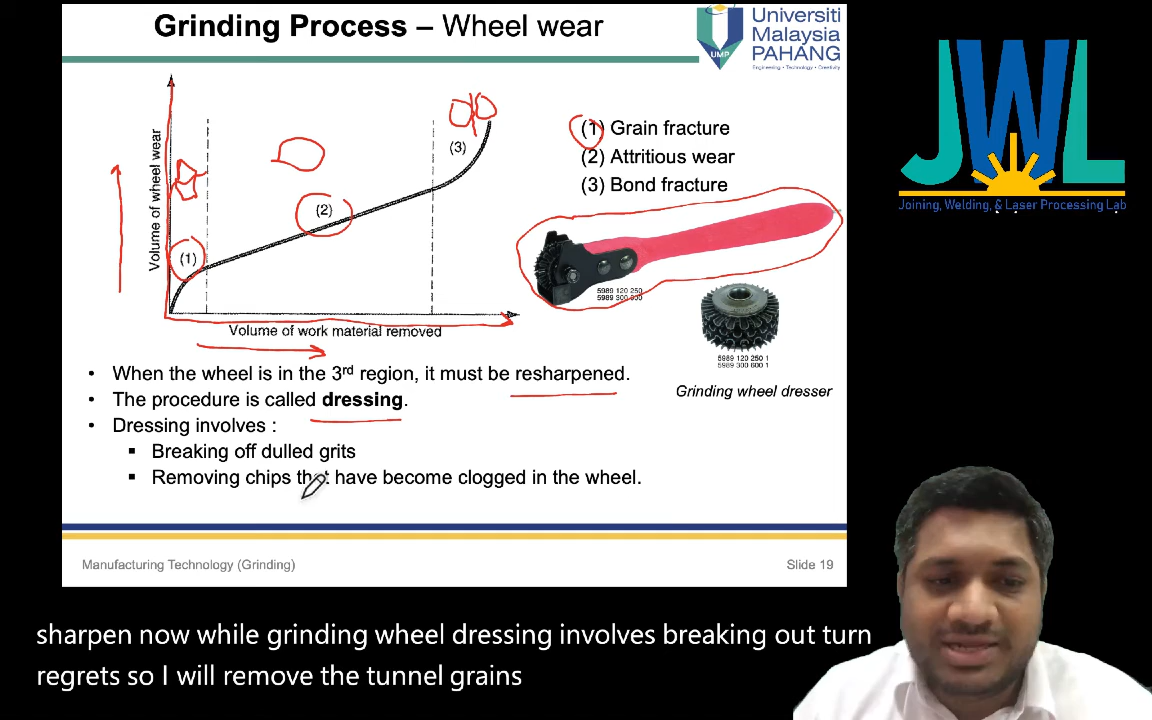 Grinding Process – Wheel wear
Universiti
Malaysia
PAHANG
Engineering • Technology • Creativity
UMP
JWL
Joining, Welding, & Laser Processing Lab
Volume of wheel wear
(1)
(2)
(3)
Volume of work material removed
(1) Grain fracture
(2) Attritious wear
(3) Bond fracture
5989 120 250
5989 300 600
5989 120 250 1
5989 300 600 1
Grinding wheel dresser
• When the wheel is in the 3rd region, it must be resharpened.
• The procedure is called dressing.
• Dressing involves :
▪ Breaking off dulled grits
▪ Removing chips that have become clogged in the wheel.
Manufacturing Technology (Grinding)
Slide 19
sharpen now while grinding wheel dressing involves breaking out turn
regrets so I will remove the tunnel grains